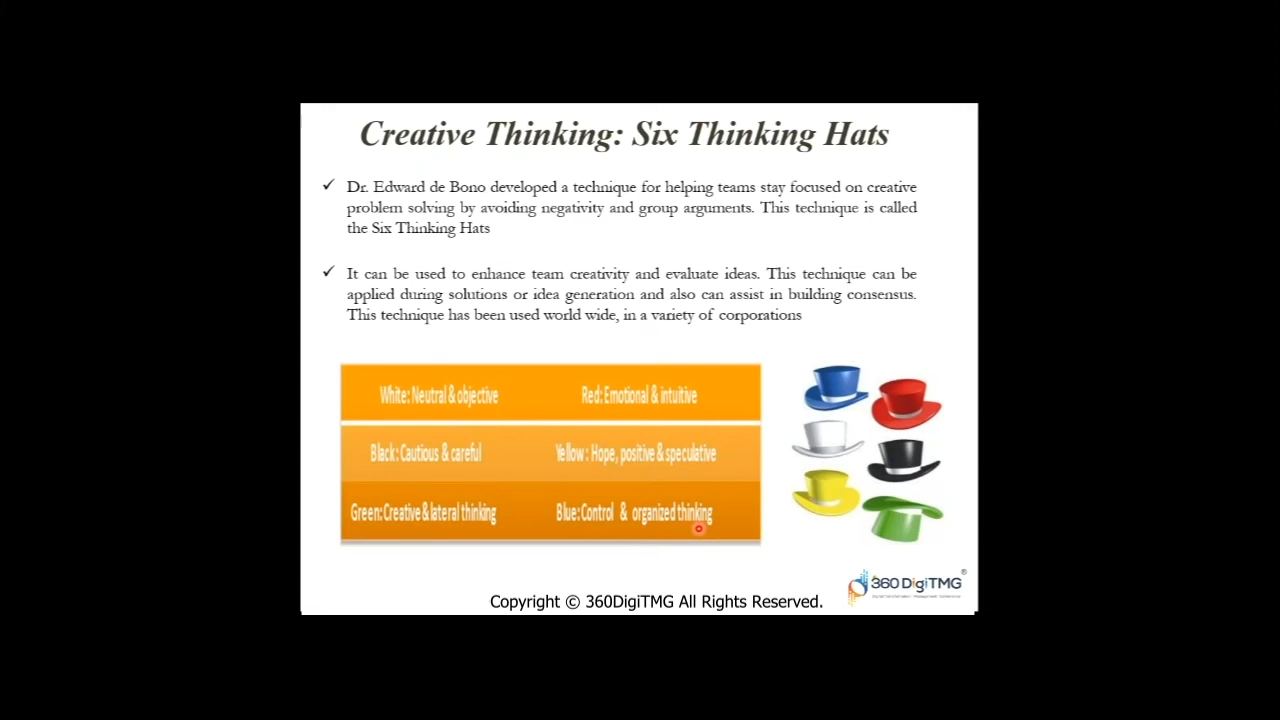 Creative Thinking: Six Thinking Hats
✓ Dr. Edward de Bono developed a technique for helping teams stay focused on creative
problem solving by avoiding negativity and group arguments. This technique is called
the Six Thinking Hats
✓ It can be used to enhance team creativity and evaluate ideas. This technique can be
applied during solutions or idea generation and also can assist in building consensus.
This technique has been used world wide, in a variety of corporations
White: Neutral & objective
Red: Emotional & intuitive
Black: Cautious & careful
Yellow : Hope, positive & speculative
Green: Creative & lateral thinking
Blue: Control & organized thinking
360DigiTMG®
Copyright © 360DigiTMG All Rights Reserved.